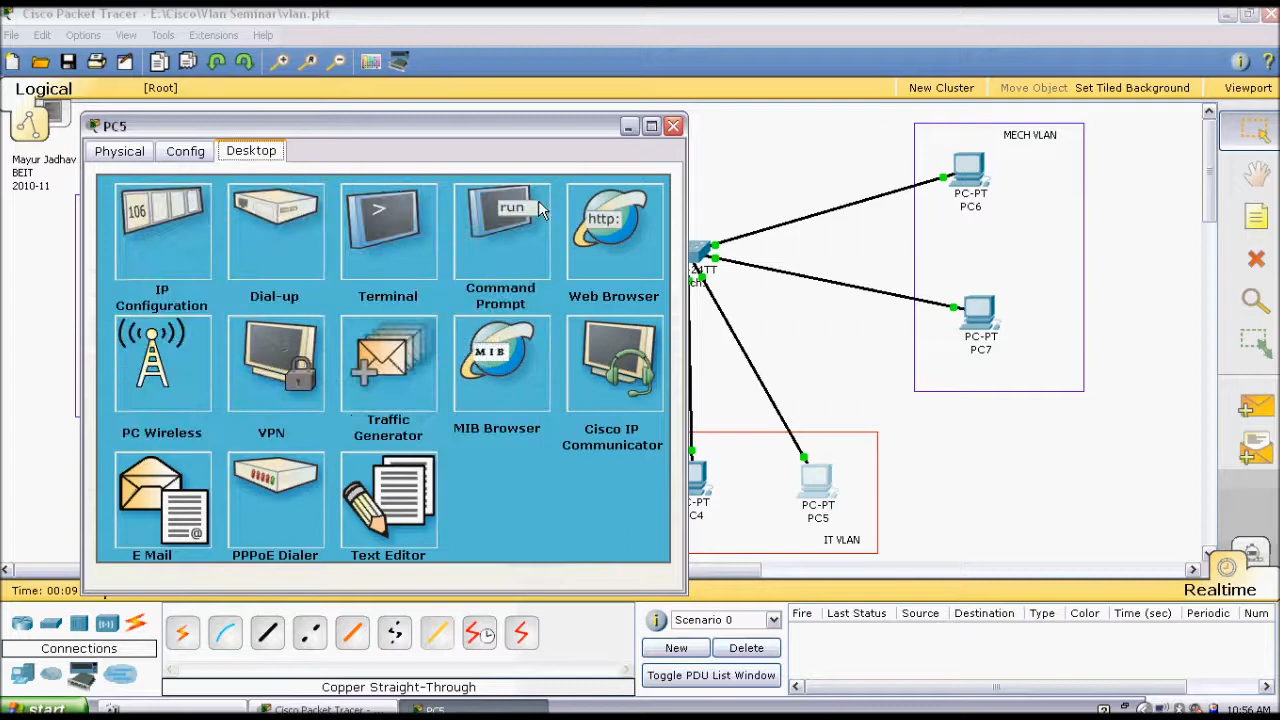 Cisco Packet Tracer - E:\Cisco\Vlan Seminar\vlan.pkt
File Edit Options View Tools Extensions Help
Logical
[Root]
New Cluster
Move Object
Set Tiled Background
Viewport
Mayur Jadhav
BEIT
2010-11
PC5
Physical
Config
Desktop
106
>
run
http:
IP
Configuration
Dial-up
Terminal
Command
Prompt
Web Browser
MIB
PC Wireless
VPN
Traffic
Generator
MIB Browser
Cisco IP
Communicator
@
E Mail
PPPoE Dialer
Text Editor
MECH VLAN
PC-PT
PC6
PC-PT
PC7
-24TT
C-PT
C4
PC-PT
PC5
IT VLAN
Time: 00:09
Realtime
Connections
Copper Straight-Through
Scenario 0
New
Delete
Toggle PDU List Window
Fire Last Status Source Destination Type Color Time (sec) Periodic Num
start
Cisco Packet Tracer - ...
PC5
10:56 AM